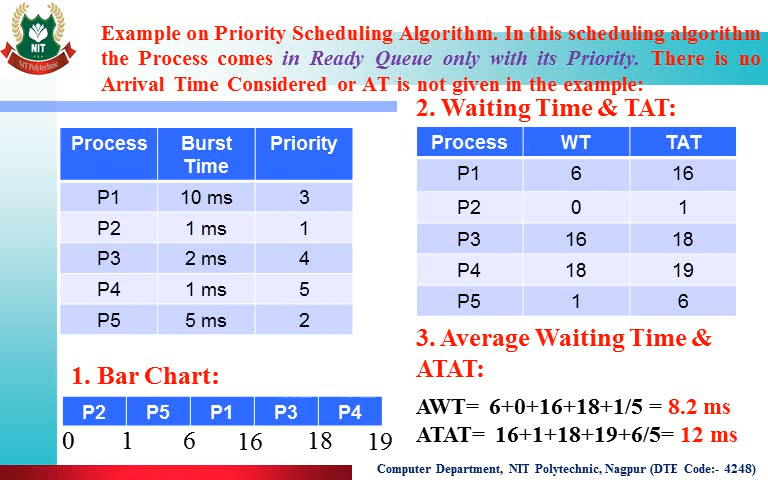 Example on Priority Scheduling Algorithm. In this scheduling algorithm
the Process comes in Ready Queue only with its Priority. There is no
Arrival Time Considered or AT is not given in the example:
NIT
NIT Polytechnic
2. Waiting Time & TAT:
Process Burst Time Priority
P1 10 ms 3
P2 1 ms 1
P3 2 ms 4
P4 1 ms 5
P5 5 ms 2
Process WT TAT
P1 6 16
P2 0 1
P3 16 18
P4 18 19
P5 1 6
1. Bar Chart:
P2 P5 P1 P3 P4
0 1 6 16 18 19
3. Average Waiting Time &
ATAT:
AWT= 6+0+16+18+1/5 = 8.2 ms
ATAT= 16+1+18+19+6/5= 12 ms
Computer Department, NIT Polytechnic, Nagpur (DTE Code:- 4248)